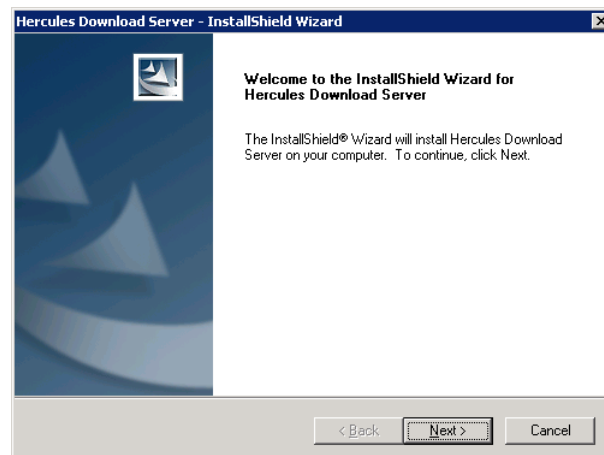 Hercules Download Server - InstallShield Wizard
Welcome to the InstallShield Wizard for
Hercules Download Server
The InstallShield® Wizard will install Hercules Download
Server on your computer. To continue, click Next.
< Back Next > Cancel